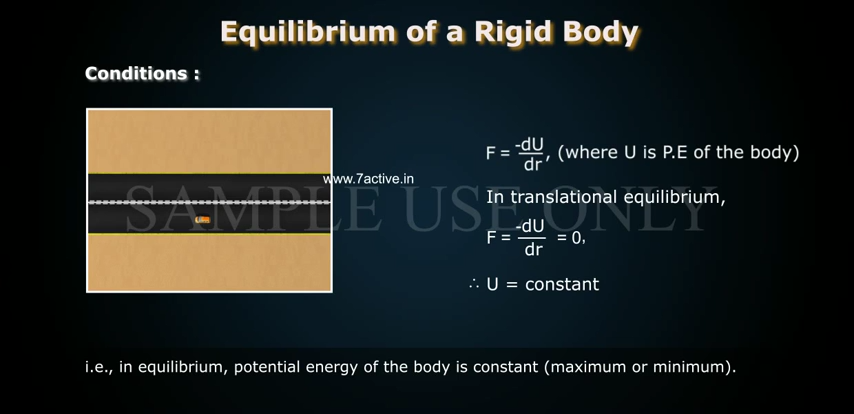 Equilibrium of a Rigid Body
Conditions :
www.7active.in
SAMPLE USE ONLY
F = -dU/dr, (where U is P.E of the body)
In translational equilibrium,
F = -dU/dr = 0,
∴ U = constant
i.e., in equilibrium, potential energy of the body is constant (maximum or minimum).